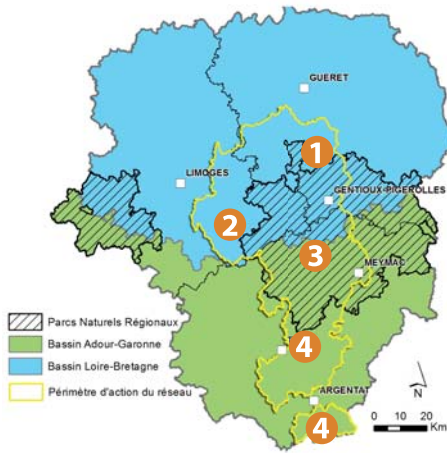 GUERET
1
LIMOGES
GENTIOUX-PIGEROLLES
2
3
MEYMAC
Parcs Naturels Régionaux
Bassin Adour-Garonne
Bassin Loire-Bretagne
4
Périmètre d'action du réseau
ARGENTAT
N
4
0 10 20
Km